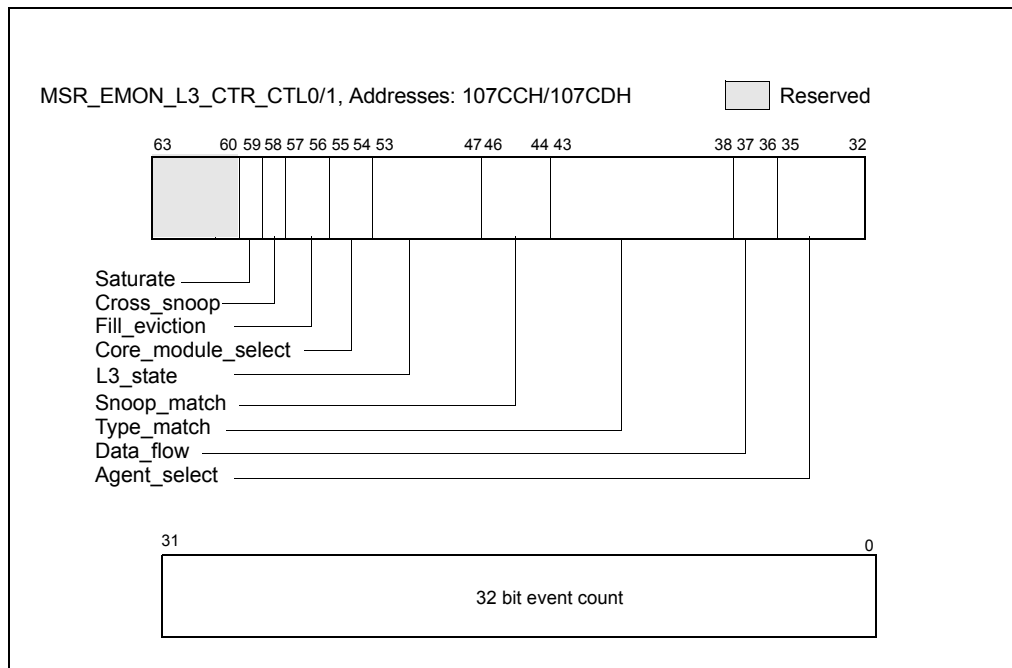 MSR_EMON_L3_CTR_CTL0/1, Addresses: 107CCH/107CDH Reserved
63 60 59 58 57 56 55 54 53 47 46 44 43 38 37 36 35 32
Saturate
Cross_snoop
Fill_eviction
Core_module_select
L3_state
Snoop_match
Type_match
Data_flow
Agent_select
31 0
32 bit event count